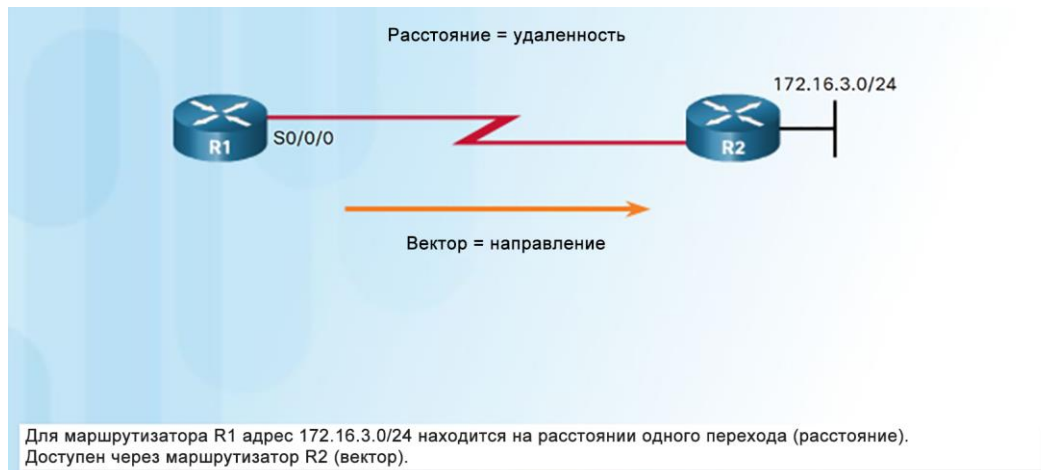 Расстояние = удаленность
172.16.3.0/24
R1
S0/0/0
R2
Вектор = направление
Для маршрутизатора R1 адрес 172.16.3.0/24 находится на расстоянии одного перехода (расстояние).
Доступен через маршрутизатор R2 (вектор).